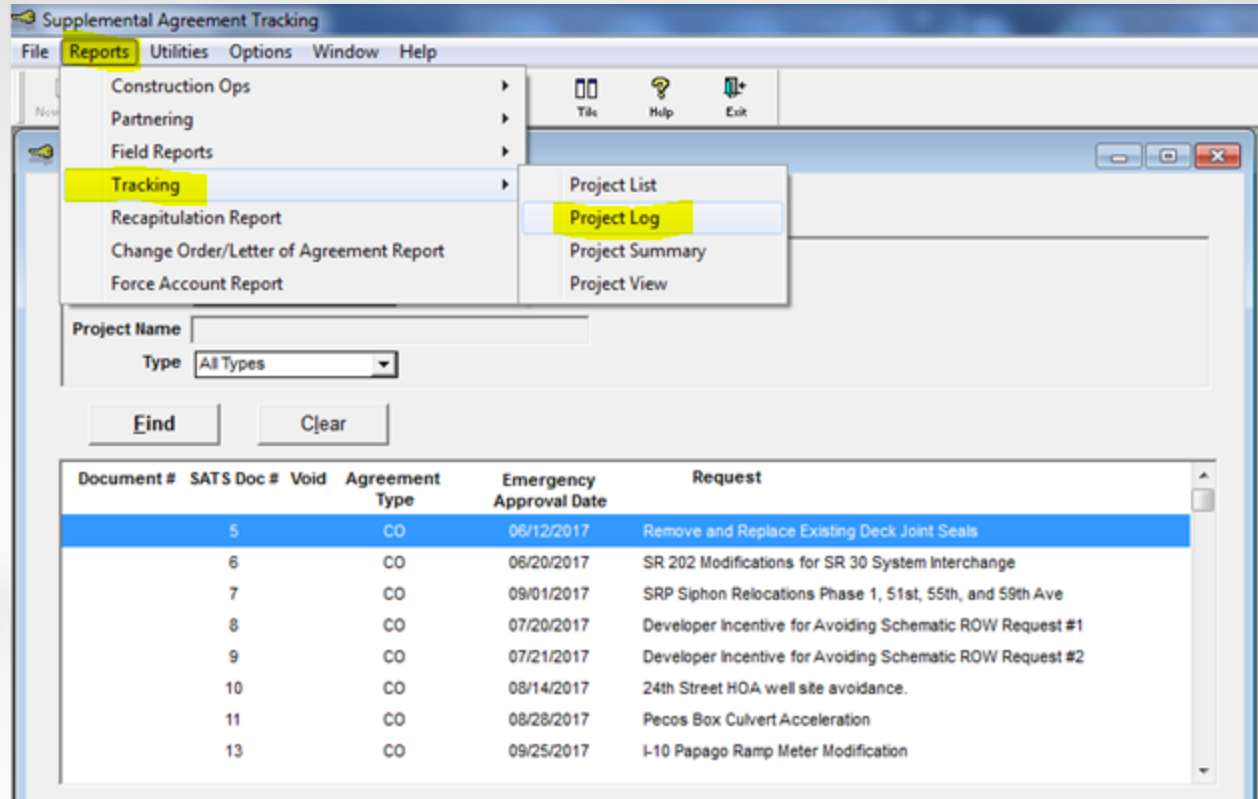 Supplemental Agreement Tracking
File Reports Utilities Options Window Help
Construction Ops
Partnering
Field Reports
Tracking
Recapitulation Report
Change Order/Letter of Agreement Report
Force Account Report
Tile Help Exit
Project List
Project Log
Project Summary
Project View
Project Name
Type All Types
Find Clear
Document # SATS Doc # Void Agreement Type Emergency Approval Date Request
5 CO 06/12/2017 Remove and Replace Existing Deck Joint Seals
6 CO 06/20/2017 SR 202 Modifications for SR 30 System Interchange
7 CO 09/01/2017 SRP Siphon Relocations Phase 1, 51st, 55th, and 59th Ave
8 CO 07/20/2017 Developer Incentive for Avoiding Schematic ROW Request #1
9 CO 07/21/2017 Developer Incentive for Avoiding Schematic ROW Request #2
10 CO 08/14/2017 24th Street HOA well site avoidance.
11 CO 08/28/2017 Pecos Box Culvert Acceleration
13 CO 09/25/2017 I-10 Papago Ramp Meter Modification